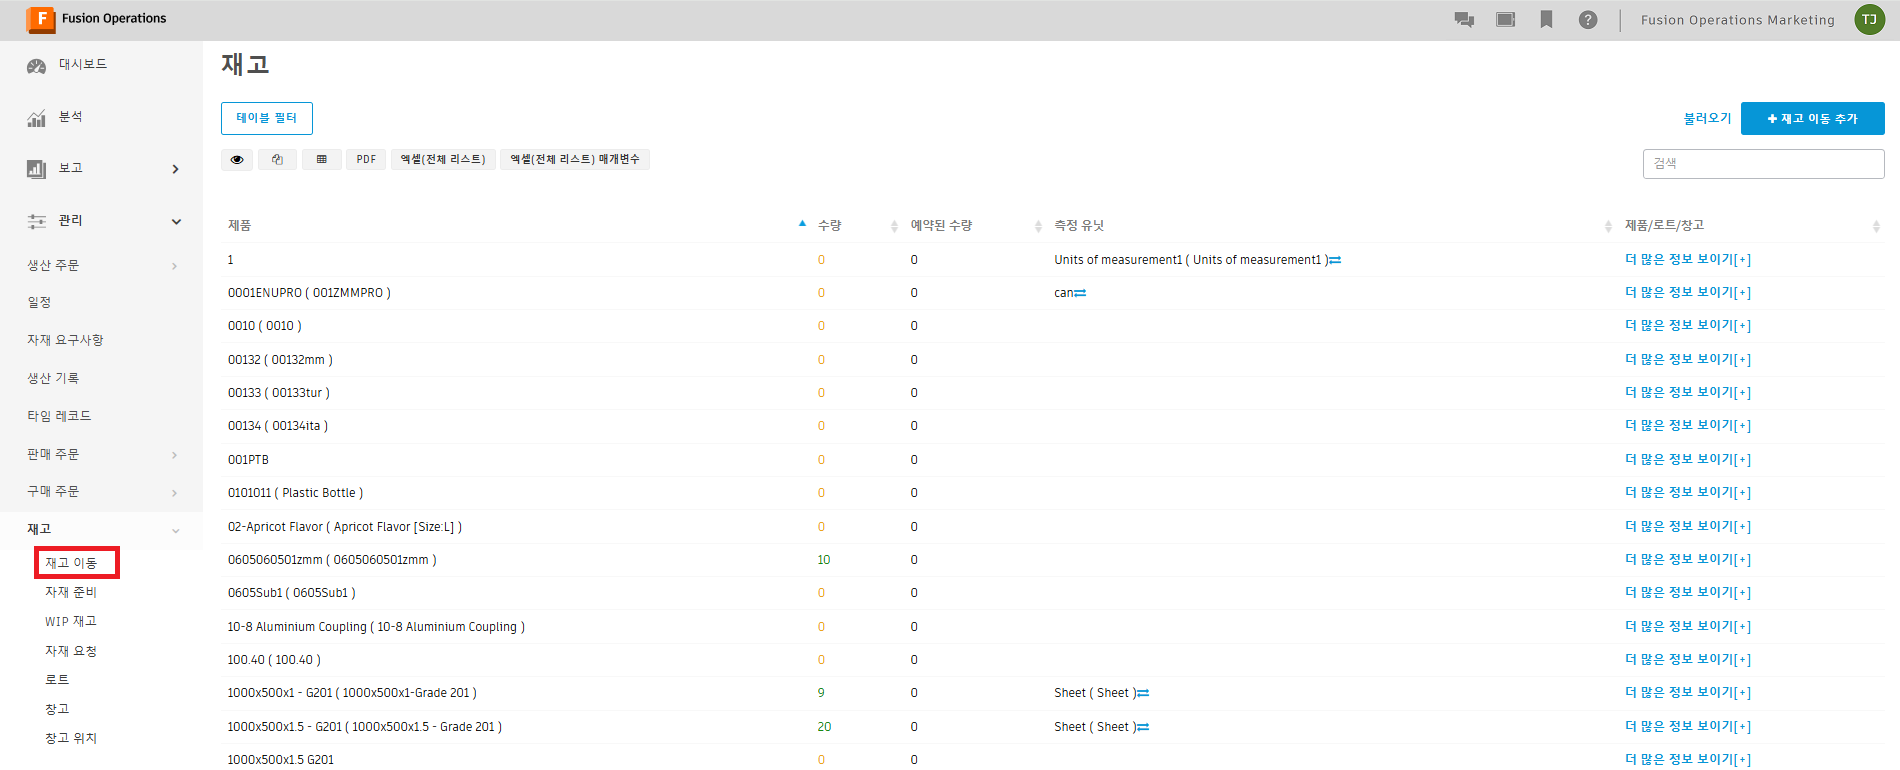 F Fusion Operations
? Fusion Operations Marketing TJ
대시보드
분석
보고
관리
생산 주문
일정
자재 요구사항
생산 기록
타임 레코드
판매 주문
구매 주문
재고
재고 이동
자재 준비
WIP 재고
자재 요청
로트
창고
창고 위치
재고
테이블 필터
불러오기 + 재고 이동 추가
PDF 엑셀(전체 리스트) 엑셀(전체 리스트) 매개변수
검색
제품 수량 예약된 수량 측정 유닛 제품/로트/창고
1 0 0 Units of measurement1 ( Units of measurement1 ) 더 많은 정보 보이기[+]
0001ENUPRO ( 001ZMMPRO ) 0 0 can 더 많은 정보 보이기[+]
0010 ( 0010 ) 0 0 더 많은 정보 보이기[+]
00132 ( 00132mm ) 0 0 더 많은 정보 보이기[+]
00133 ( 00133tur ) 0 0 더 많은 정보 보이기[+]
00134 ( 00134ita ) 0 0 더 많은 정보 보이기[+]
001PTB 0 0 더 많은 정보 보이기[+]
0101011 ( Plastic Bottle ) 0 0 더 많은 정보 보이기[+]
02-Apricot Flavor ( Apricot Flavor [Size:L] ) 0 0 더 많은 정보 보이기[+]
0605060501zmm ( 0605060501zmm ) 10 0 더 많은 정보 보이기[+]
0605Sub1 ( 0605Sub1 ) 0 0 더 많은 정보 보이기[+]
10-8 Aluminium Coupling ( 10-8 Aluminium Coupling ) 0 0 더 많은 정보 보이기[+]
100.40 ( 100.40 ) 0 0 더 많은 정보 보이기[+]
1000x500x1 - G201 ( 1000x500x1-Grade 201 ) 9 0 Sheet ( Sheet ) 더 많은 정보 보이기[+]
1000x500x1.5 - G201 ( 1000x500x1.5 - Grade 201 ) 20 0 Sheet ( Sheet ) 더 많은 정보 보이기[+]
1000x500x1.5 G201 0 0 더 많은 정보 보이기[+]